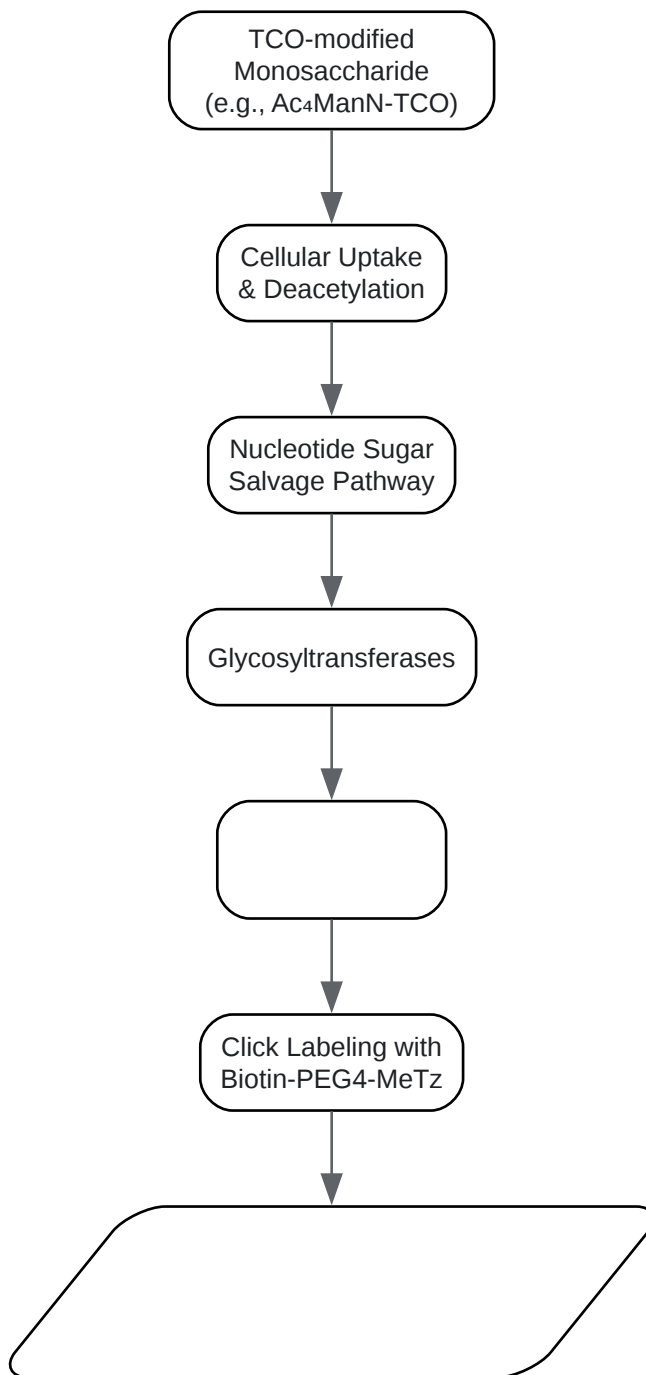 TCO-modified
Monosaccharide
(e.g., Ac₄ManN-TCO)
Cellular Uptake
& Deacetylation
Nucleotide Sugar
Salvage Pathway
Glycosyltransferases
Click Labeling with
Biotin-PEG4-MeTz